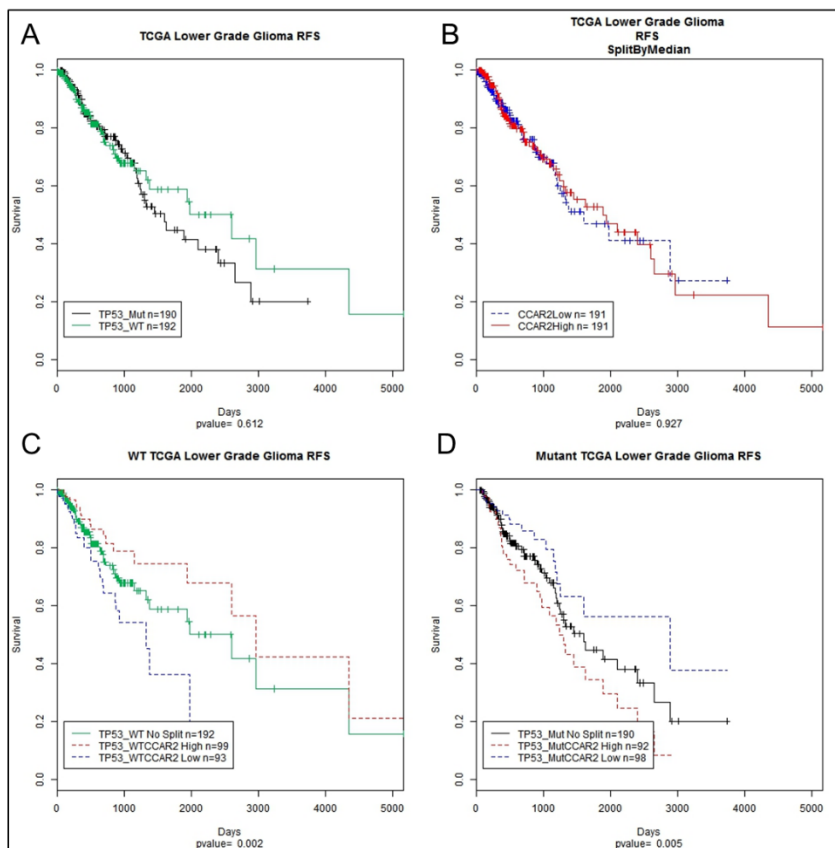 A
TCGA Lower Grade Glioma RFS
Survival
1.0
0.8
0.6
0.4
0.2
0.0
TP53_Mut n=190
TP53_WT n=192
0 1000 2000 3000 4000 5000
Days
pvalue= 0.612
B
TCGA Lower Grade Glioma
RFS
SplitByMedian
Survival
1.0
0.8
0.6
0.4
0.2
0.0
CCAR2Low n= 191
CCAR2High n= 191
0 1000 2000 3000 4000 5000
Days
pvalue= 0.927
C
WT TCGA Lower Grade Glioma RFS
Survival
1.0
0.8
0.6
0.4
0.2
0.0
TP53_WT No Split n=192
TP53_WTCCAR2 High n=99
TP53_WTCCAR2 Low n=93
0 1000 2000 3000 4000 5000
Days
pvalue= 0.002
D
Mutant TCGA Lower Grade Glioma RFS
Survival
1.0
0.8
0.6
0.4
0.2
0.0
TP53_Mut No Split n=190
TP53_MutCCAR2 High n=92
TP53_MutCCAR2 Low n=98
0 1000 2000 3000 4000 5000
Days
pvalue= 0.005